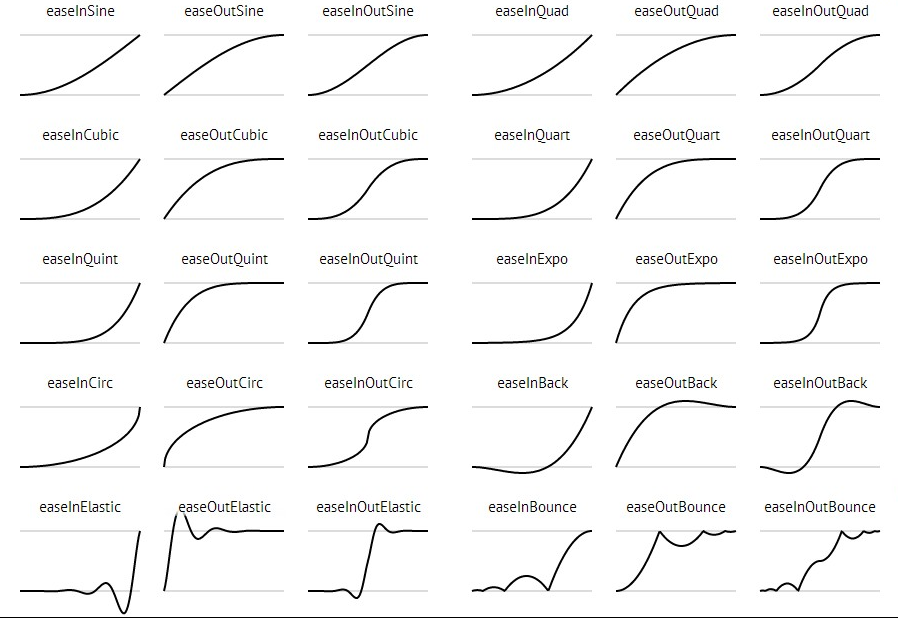 easeInSine easeOutSine easeInOutSine easeInQuad easeOutQuad easeInOutQuad
easeInCubic easeOutCubic easeInOutCubic easeInQuart easeOutQuart easeInOutQuart
easeInQuint easeOutQuint easeInOutQuint easeInExpo easeOutExpo easeInOutExpo
easeInCirc easeOutCirc easeInOutCirc easeInBack easeOutBack easeInOutBack
easeInElastic easeOutElastic easeInOutElastic easeInBounce easeOutBounce easeInOutBounce